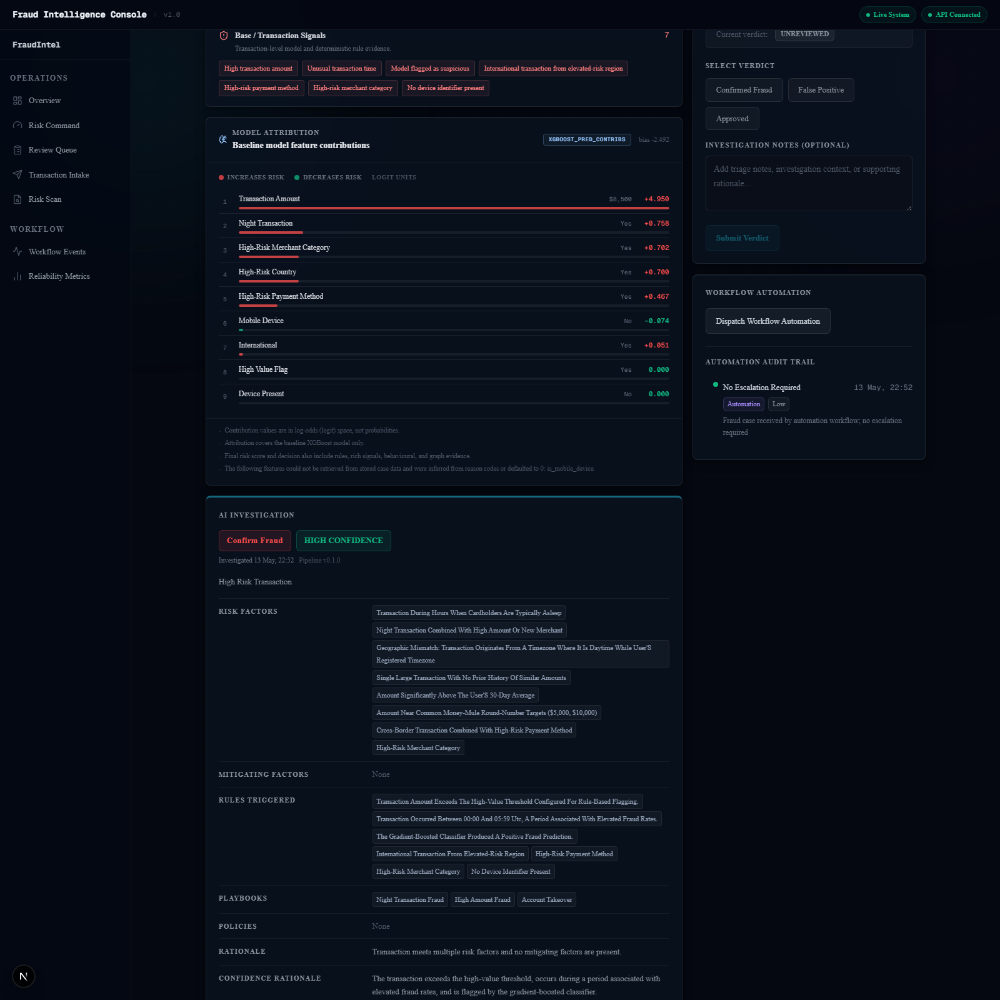 Fraud Intelligence Console / v1.0
Live System
API Connected
FraudIntel
OPERATIONS
Overview
Risk Command
Review Queue
Transaction Intake
Risk Scan
WORKFLOW
Workflow Events
Reliability Metrics
Base / Transaction Signals 7
Transaction-level model and deterministic rule evidence.
High transaction amount Unusual transaction time Model flagged as suspicious International transaction from elevated-risk region
High-risk payment method High-risk merchant category No device identifier present
MODEL ATTRIBUTION
Baseline model feature contributions
XGBOOST_PRED_CONTRIBS bias -2.492
INCREASES RISK DECREASES RISK LOGIT UNITS
1 Transaction Amount $8,500 +4.950
2 Night Transaction Yes +0.758
3 High-Risk Merchant Category Yes +0.702
4 High-Risk Country Yes +0.700
5 High-Risk Payment Method Yes +0.467
6 Mobile Device No -0.074
7 International Yes +0.051
8 High Value Flag Yes 0.000
9 Device Present No 0.000
· Contribution values are in log-odds (logit) space, not probabilities.
· Attribution covers the baseline XGBoost model only.
· Final risk score and decision also include rules, rich signals, behavioural, and graph evidence.
· The following features could not be retrieved from stored case data and were inferred from reason codes or defaulted to 0: is_mobile_device.
AI INVESTIGATION
Confirm Fraud HIGH CONFIDENCE
Investigated 13 May, 22:52 Pipeline v0.1.0
High Risk Transaction
RISK FACTORS
Transaction During Hours When Cardholders Are Typically Asleep
Night Transaction Combined With High Amount Or New Merchant
Geographic Mismatch: Transaction Originates From A Timezone Where It Is Daytime While User'S
Registered Timezone
Single Large Transaction With No Prior History Of Similar Amounts
Amount Significantly Above The User'S 30-Day Average
Amount Near Common Money-Mule Round-Number Targets ($5,000, $10,000)
Cross-Border Transaction Combined With High-Risk Payment Method
High-Risk Merchant Category
MITIGATING FACTORS None
RULES TRIGGERED
Transaction Amount Exceeds The High-Value Threshold Configured For Rule-Based Flagging.
Transaction Occurred Between 00:00 And 05:59 Utc, A Period Associated With Elevated Fraud Rates.
The Gradient-Boosted Classifier Produced A Positive Fraud Prediction.
International Transaction From Elevated-Risk Region High-Risk Payment Method
High-Risk Merchant Category No Device Identifier Present
PLAYBOOKS Night Transaction Fraud High Amount Fraud Account Takeover
POLICIES None
RATIONALE Transaction meets multiple risk factors and no mitigating factors are present.
CONFIDENCE RATIONALE The transaction exceeds the high-value threshold, occurs during a period associated with
elevated fraud rates, and is flagged by the gradient-boosted classifier.
Current verdict: UNREVIEWED
SELECT VERDICT
Confirmed Fraud False Positive
Approved
INVESTIGATION NOTES (OPTIONAL)
Add triage notes, investigation context, or supporting
rationale...
Submit Verdict
WORKFLOW AUTOMATION
Dispatch Workflow Automation
AUTOMATION AUDIT TRAIL
No Escalation Required 13 May, 22:52
Automation Low
Fraud case received by automation workflow; no escalation
required
N